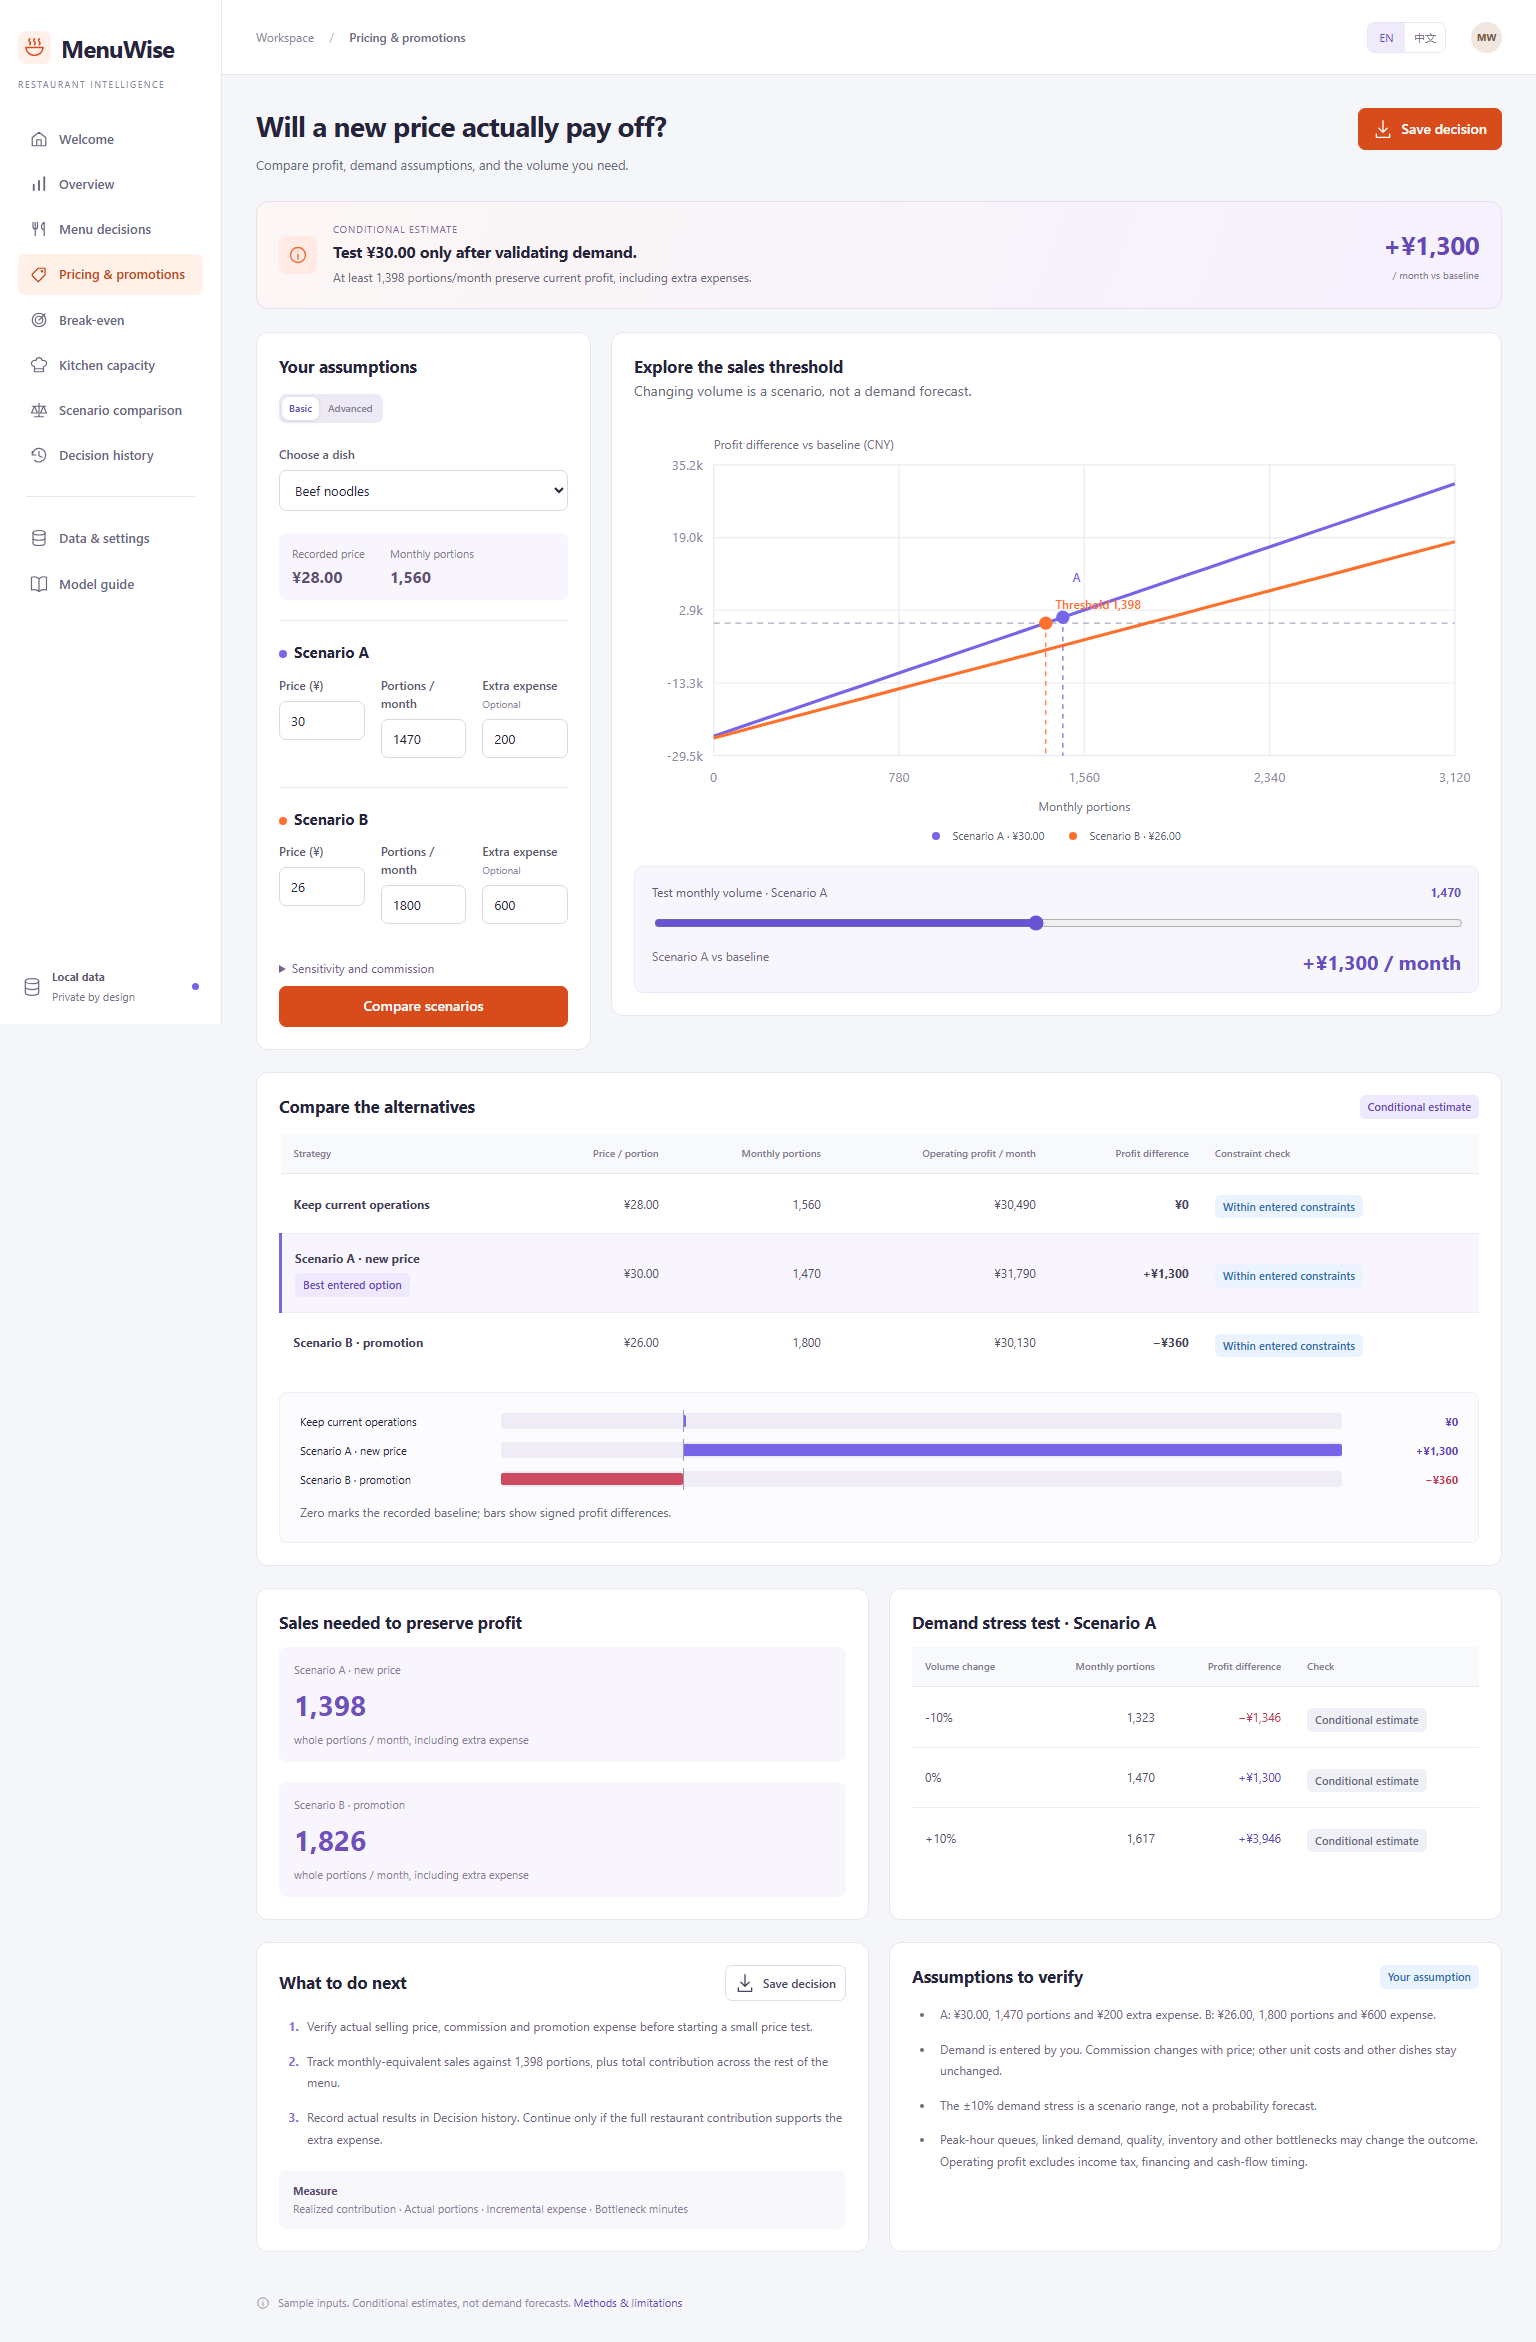 MenuWise
RESTAURANT INTELLIGENCE
Welcome
Overview
Menu decisions
Pricing & promotions
Break-even
Kitchen capacity
Scenario comparison
Decision history
Data & settings
Model guide
Local data
Private by design
Workspace / Pricing & promotions
EN 中文 MW
Will a new price actually pay off?
Compare profit, demand assumptions, and the volume you need.
Save decision
CONDITIONAL ESTIMATE
Test ¥30.00 only after validating demand.
At least 1,398 portions/month preserve current profit, including extra expenses.
+¥1,300
/ month vs baseline
Your assumptions
Basic Advanced
Choose a dish
Beef noodles
Recorded price Monthly portions
¥28.00 1,560
Scenario A
Price (¥) Portions / month Extra expense Optional
30 1470 200
Scenario B
Price (¥) Portions / month Extra expense Optional
26 1800 600
Sensitivity and commission
Compare scenarios
Explore the sales threshold
Changing volume is a scenario, not a demand forecast.
Profit difference vs baseline (CNY)
35.2k
19.0k
2.9k
-13.3k
-29.5k
A
Threshold 1,398
0 780 1,560 2,340 3,120
Monthly portions
Scenario A · ¥30.00 Scenario B · ¥26.00
Test monthly volume · Scenario A 1,470
Scenario A vs baseline +¥1,300 / month
Compare the alternatives
Conditional estimate
Strategy Price / portion Monthly portions Operating profit / month Profit difference Constraint check
Keep current operations ¥28.00 1,560 ¥30,490 ¥0 Within entered constraints
Scenario A · new price
Best entered option
¥30.00 1,470 ¥31,790 +¥1,300 Within entered constraints
Scenario B · promotion ¥26.00 1,800 ¥30,130 −¥360 Within entered constraints
Keep current operations ¥0
Scenario A · new price +¥1,300
Scenario B · promotion −¥360
Zero marks the recorded baseline; bars show signed profit differences.
Sales needed to preserve profit
Scenario A · new price
1,398
whole portions / month, including extra expense
Scenario B · promotion
1,826
whole portions / month, including extra expense
Demand stress test · Scenario A
Volume change Monthly portions Profit difference Check
-10% 1,323 −¥1,346 Conditional estimate
0% 1,470 +¥1,300 Conditional estimate
+10% 1,617 +¥3,946 Conditional estimate
What to do next
Save decision
1. Verify actual selling price, commission and promotion expense before starting a small price test.
2. Track monthly-equivalent sales against 1,398 portions, plus total contribution across the rest of the
menu.
3. Record actual results in Decision history. Continue only if the full restaurant contribution supports the
extra expense.
Measure
Realized contribution · Actual portions · Incremental expense · Bottleneck minutes
Assumptions to verify
Your assumption
• A: ¥30.00, 1,470 portions and ¥200 extra expense. B: ¥26.00, 1,800 portions and ¥600 expense.
• Demand is entered by you. Commission changes with price; other unit costs and other dishes stay
unchanged.
• The ±10% demand stress is a scenario range, not a probability forecast.
• Peak-hour queues, linked demand, quality, inventory and other bottlenecks may change the outcome.
Operating profit excludes income tax, financing and cash-flow timing.
Sample inputs. Conditional estimates, not demand forecasts. Methods & limitations